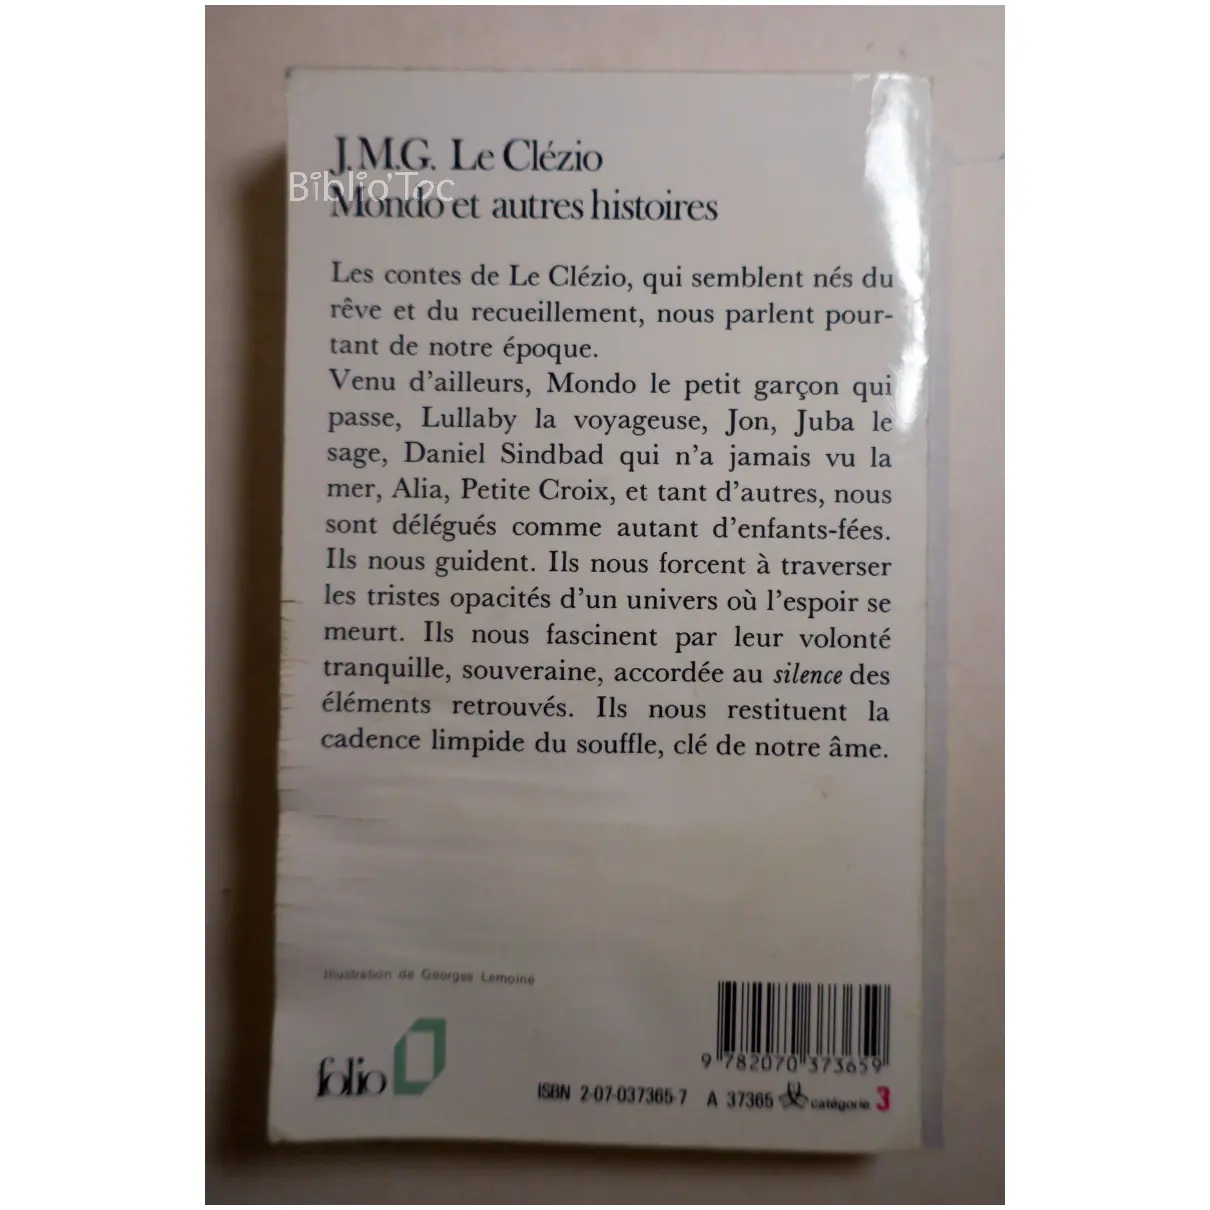 J.M.G. Le Clézio
Biblio'Toc
Mondo et autres histoires
Les contes de Le Clézio, qui semblent nés du
rêve et du recueillement, nous parlent pour-
tant de notre époque.
Venu d'ailleurs, Mondo le petit garçon qui
passe, Lullaby la voyageuse, Jon, Juba le
sage, Daniel Sindbad qui n'a jamais vu la
mer, Alia, Petite Croix, et tant d'autres, nous
sont délégués comme autant d'enfants-fées.
Ils nous guident. Ils nous forcent à traverser
les tristes opacités d'un univers où l'espoir se
meurt. Ils nous fascinent par leur volonté
tranquille, souveraine, accordée au silence des
éléments retrouvés. Ils nous restituent la
cadence limpide du souffle, clé de notre âme.
Illustration de Georges Lemoine
folio
9 782070 373659
ISBN 2-07-037365-7 A 37365 catégorie 3